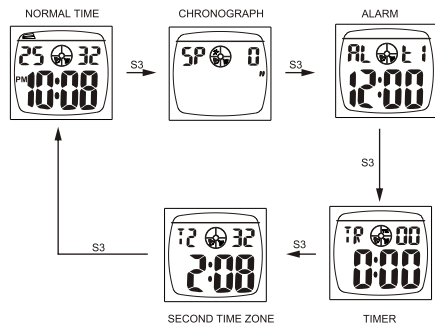 NORMAL TIME
CHRONOGRAPH
ALARM
25 32
PM 10:08
S3
SP 0
S3
AL t1
12:00
S3
S3
T2 32
2:08
S3
TR 00
0:00
SECOND TIME ZONE
TIMER